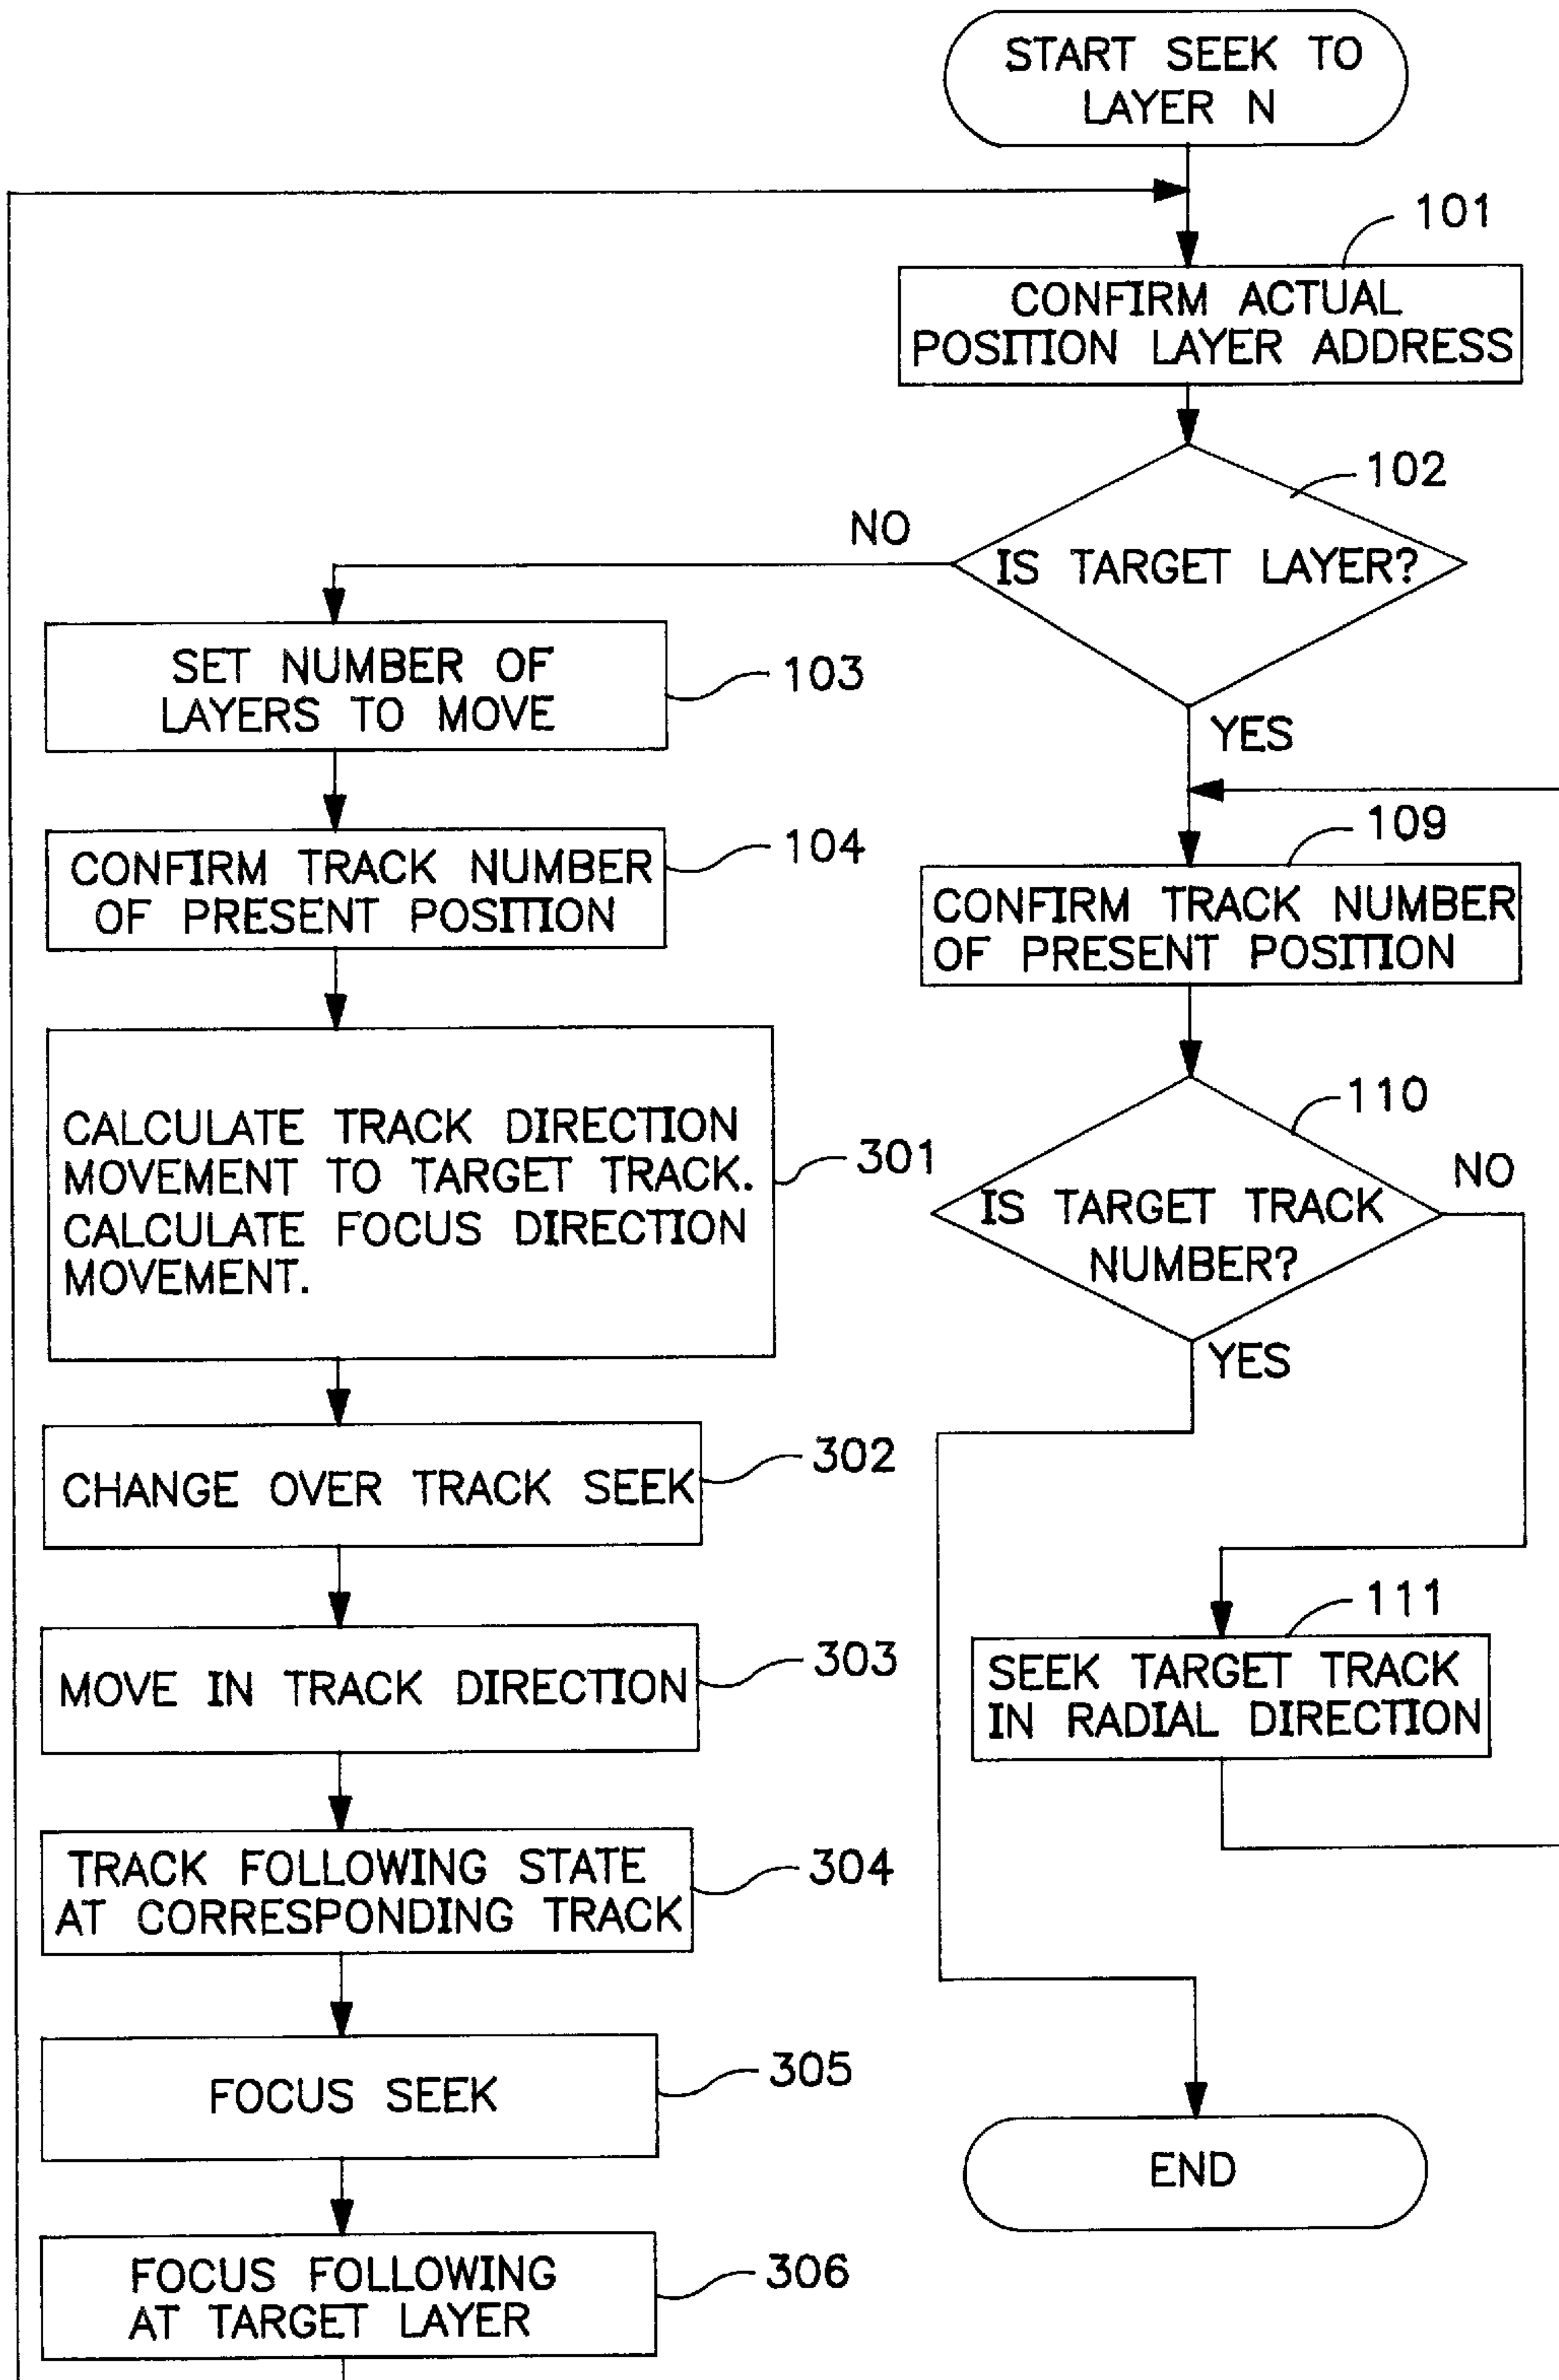 START SEEK TO
LAYER N
101
CONFIRM ACTUAL
POSITION LAYER ADDRESS
102
NO
IS TARGET LAYER?
YES
SET NUMBER OF
LAYERS TO MOVE
103
CONFIRM TRACK NUMBER
OF PRESENT POSITION
104
CALCULATE TRACK DIRECTION
MOVEMENT TO TARGET TRACK.
CALCULATE FOCUS DIRECTION
MOVEMENT.
301
CHANGE OVER TRACK SEEK
302
MOVE IN TRACK DIRECTION
303
TRACK FOLLOWING STATE
AT CORRESPONDING TRACK
304
FOCUS SEEK
305
FOCUS FOLLOWING
AT TARGET LAYER
306
109
CONFIRM TRACK NUMBER
OF PRESENT POSITION
110
NO
IS TARGET TRACK
NUMBER?
YES
111
SEEK TARGET TRACK
IN RADIAL DIRECTION
END